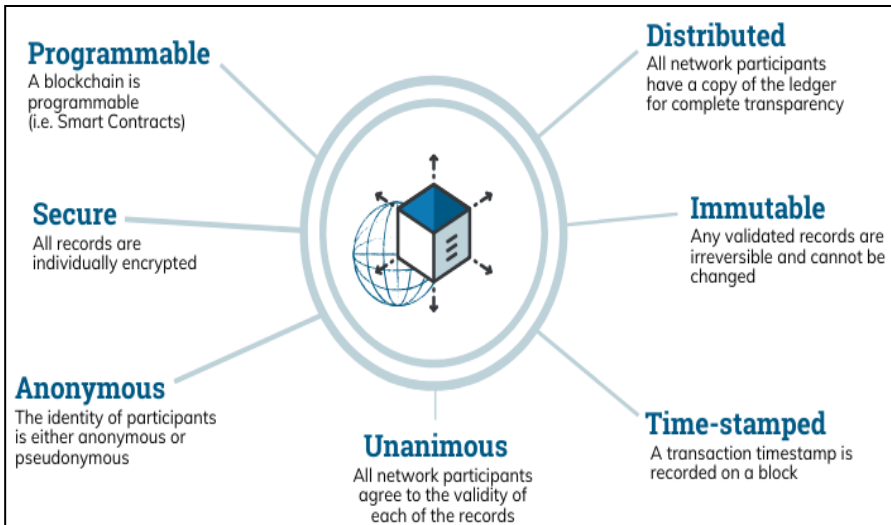 Programmable
A blockchain is
programmable
(i.e. Smart Contracts)
Distributed
All network participants
have a copy of the ledger
for complete transparency
Secure
All records are
individually encrypted
Immutable
Any validated records are
irreversible and cannot be
changed
Anonymous
The identity of participants
is either anonymous or
pseudonymous
Unanimous
All network participants
agree to the validity of
each of the records
Time-stamped
A transaction timestamp is
recorded on a block